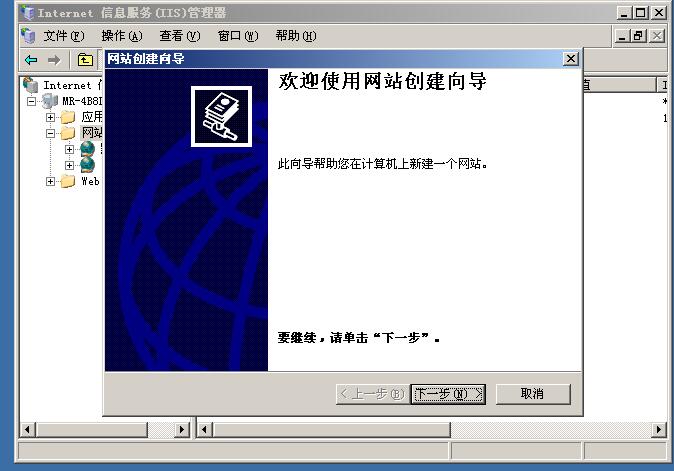 Internet 信息服务(IIS)管理器
文件(F) 操作(A) 查看(V) 窗口(W) 帮助(H)
网站创建向导
欢迎使用网站创建向导
此向导帮助您在计算机上新建一个网站。
要继续，请单击“下一步”。
< 上一步(B) 下一步(N) > 取消
Internet
MR-4B8
应用
网站
Web
值